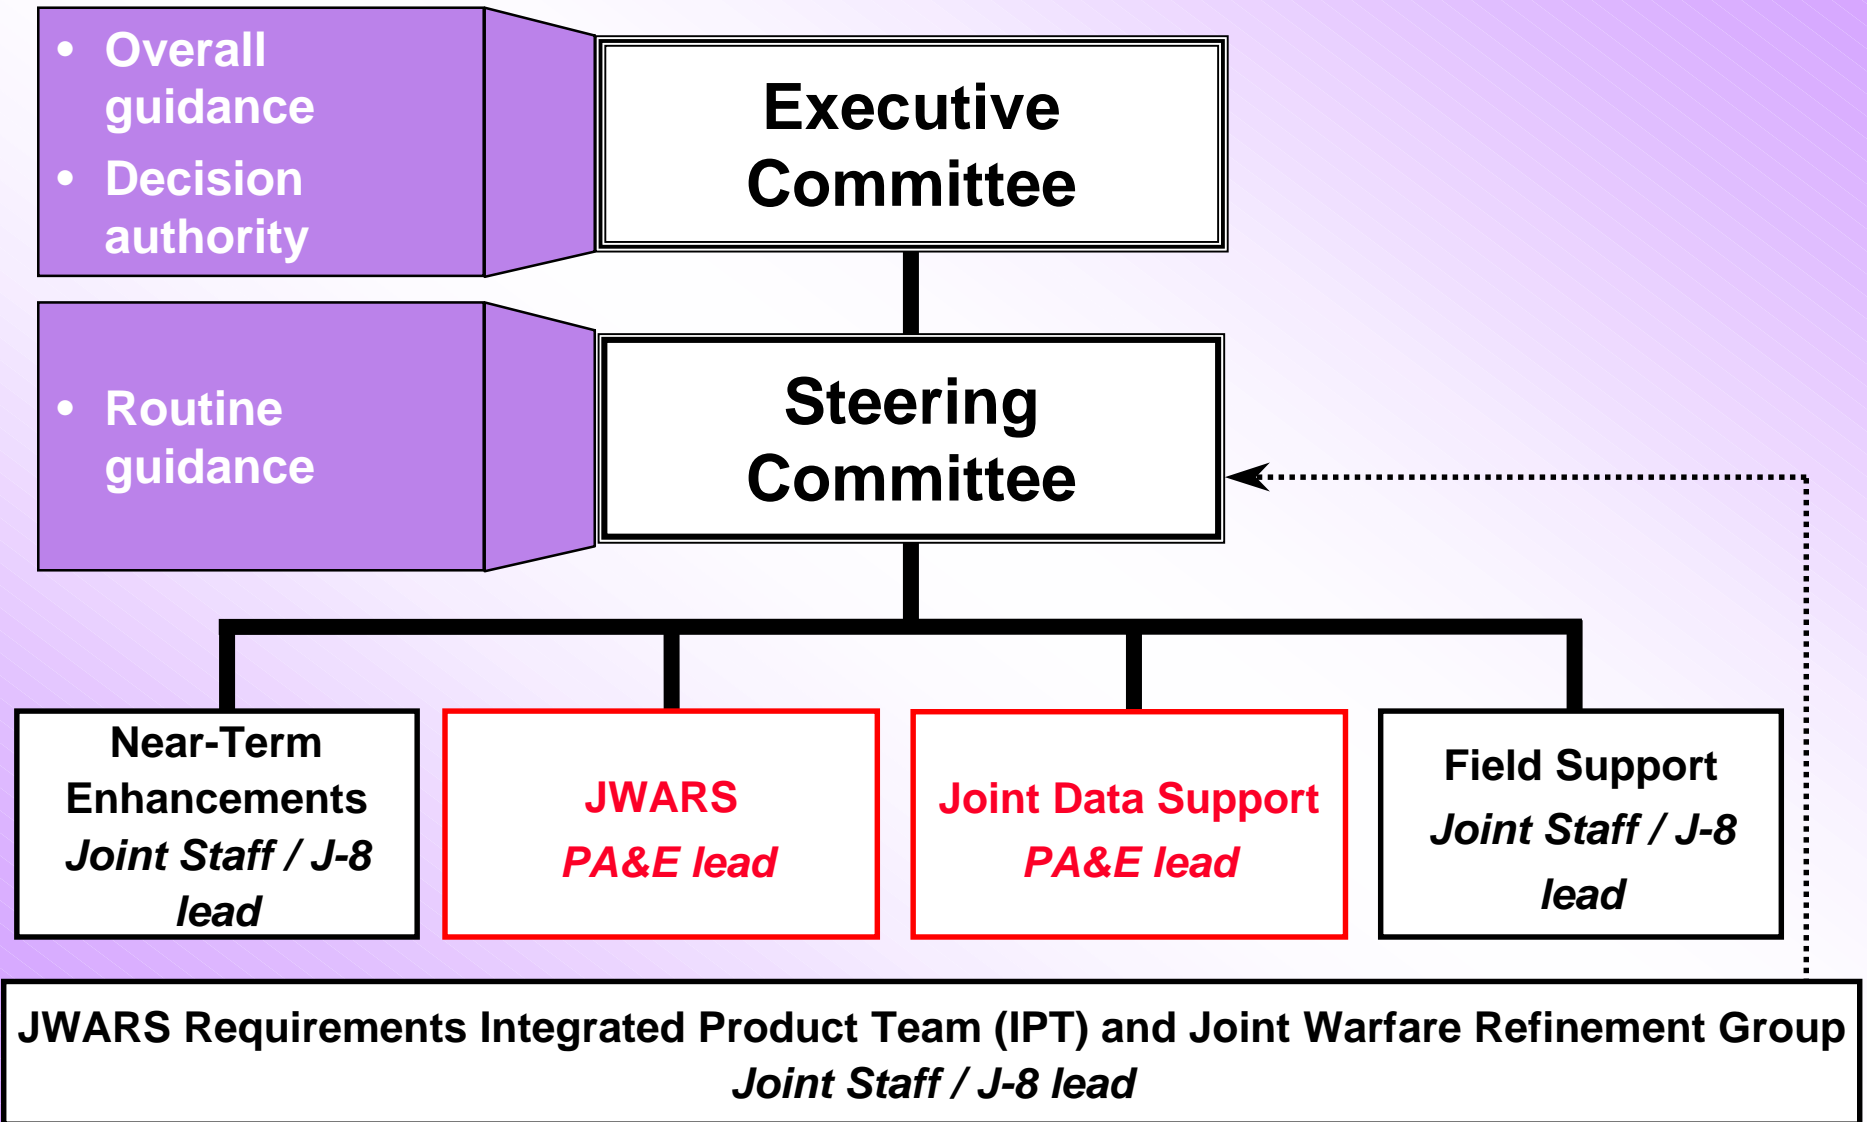 • Overall
guidance
• Decision
authority
Executive
Committee
• Routine
guidance
Steering
Committee
Near-Term
Enhancements
Joint Staff / J-8
lead
JWARS
PA&E lead
Joint Data Support
PA&E lead
Field Support
Joint Staff / J-8
lead
JWARS Requirements Integrated Product Team (IPT) and Joint Warfare Refinement Group
Joint Staff / J-8 lead